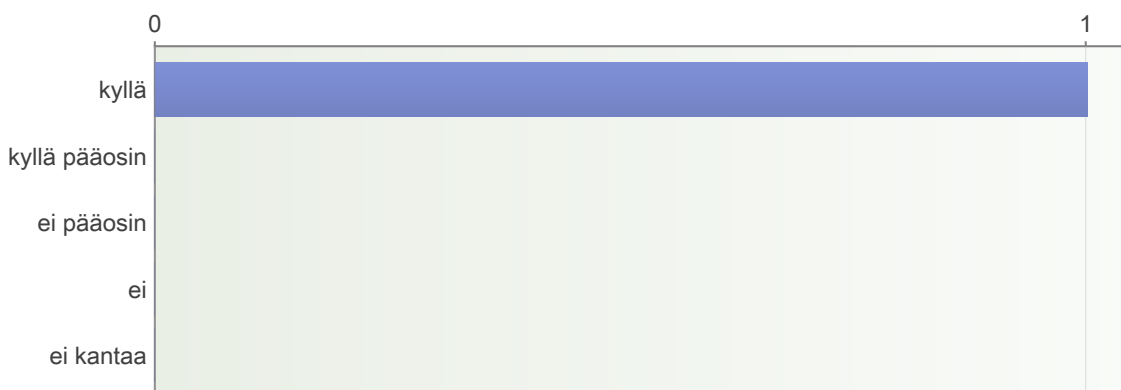 0 1
kyllä
kyllä pääosin
ei pääosin
ei
ei kantaa